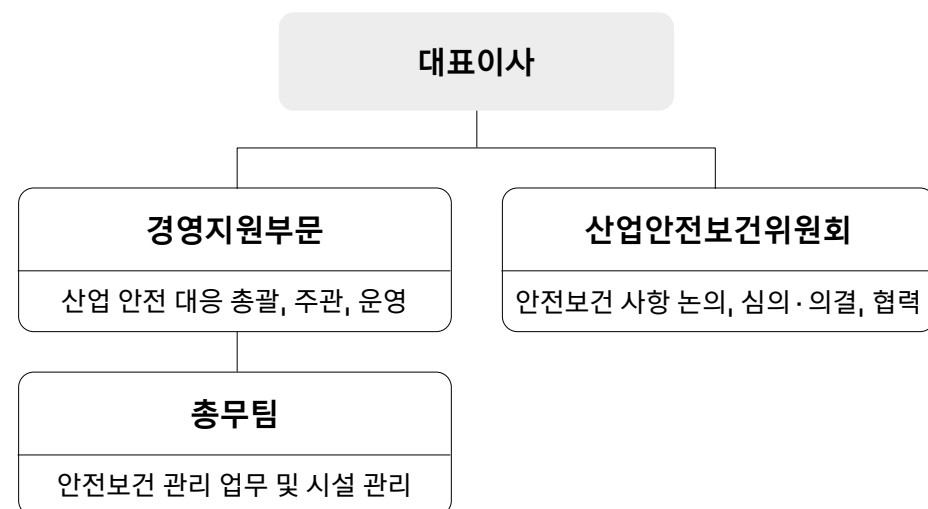 대표이사
경영지원부문
산업 안전 대응 총괄, 주관, 운영
산업안전보건위원회
안전보건 사항 논의, 심의·의결, 협력
총무팀
안전보건 관리 업무 및 시설 관리